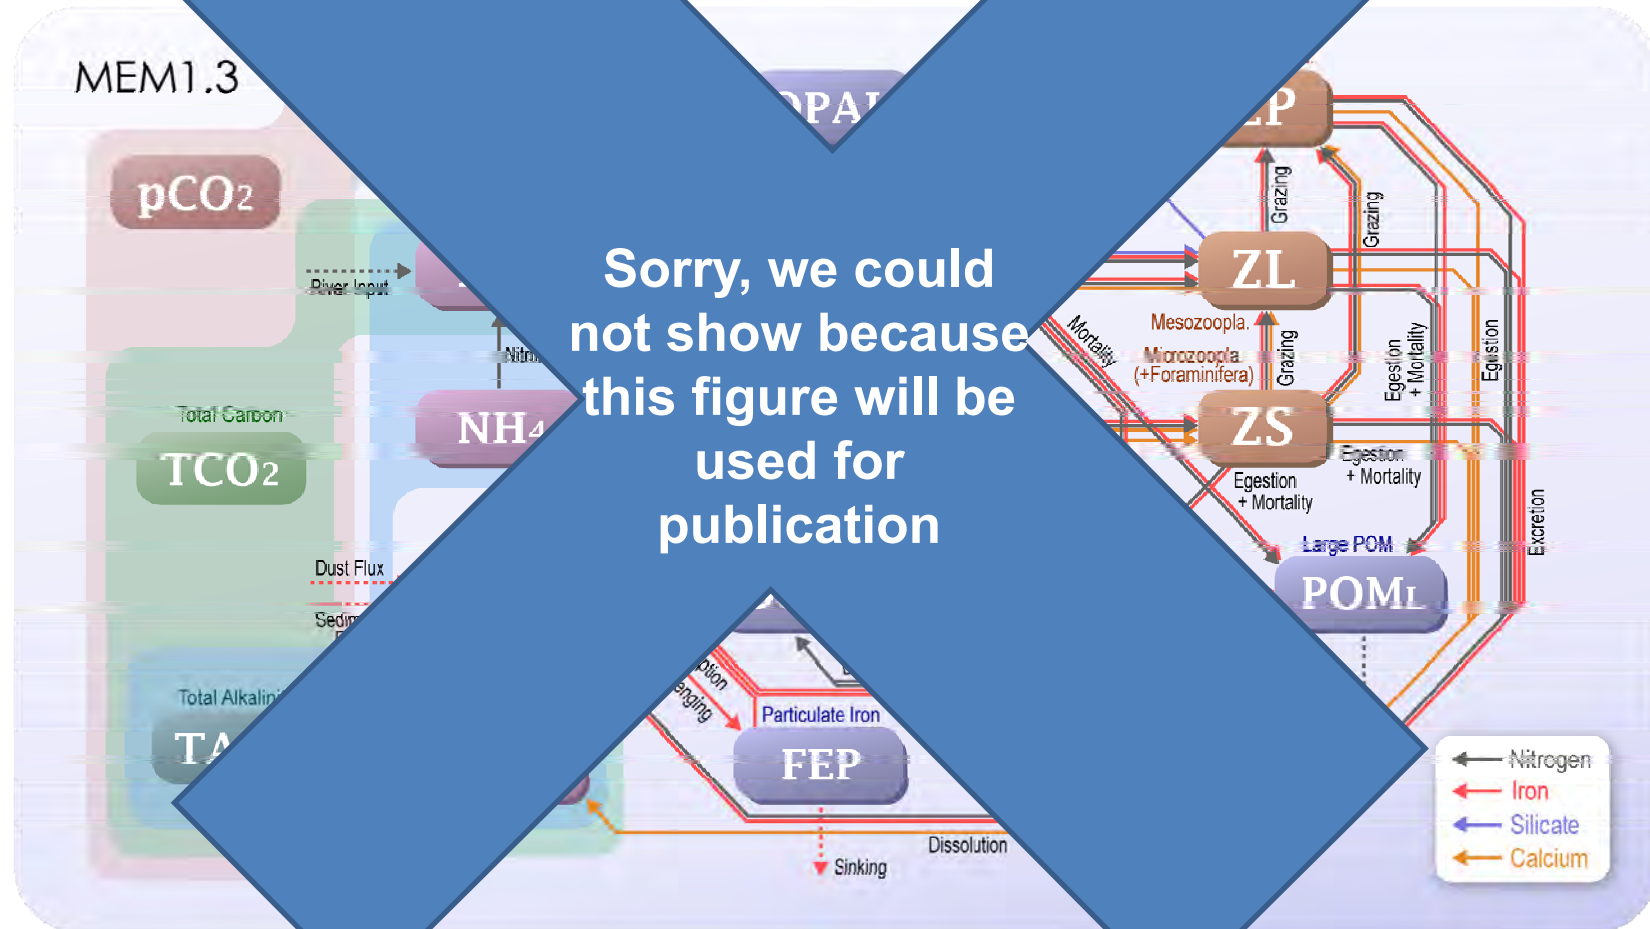 MEM1.3
pCO2
River Input
Total Carbon
TCO2
NH4
Dust Flux
Total
TA
Sorry, we could
not show because
this figure will be
used for
publication
Grazing
Grazing
ZL
Mesozoopla.
Microzoopla.
(+Foraminifera)
Grazing
Mortality
ZS
Egestion
+ Mortality
Egestion
+ Mortality
Egestion
+ Mortality
Egestion
Excretion
Large POM
POML
Particulate Iron
FEP
Sinking
Dissolution
Nitrogen
Iron
Silicate
Calcium